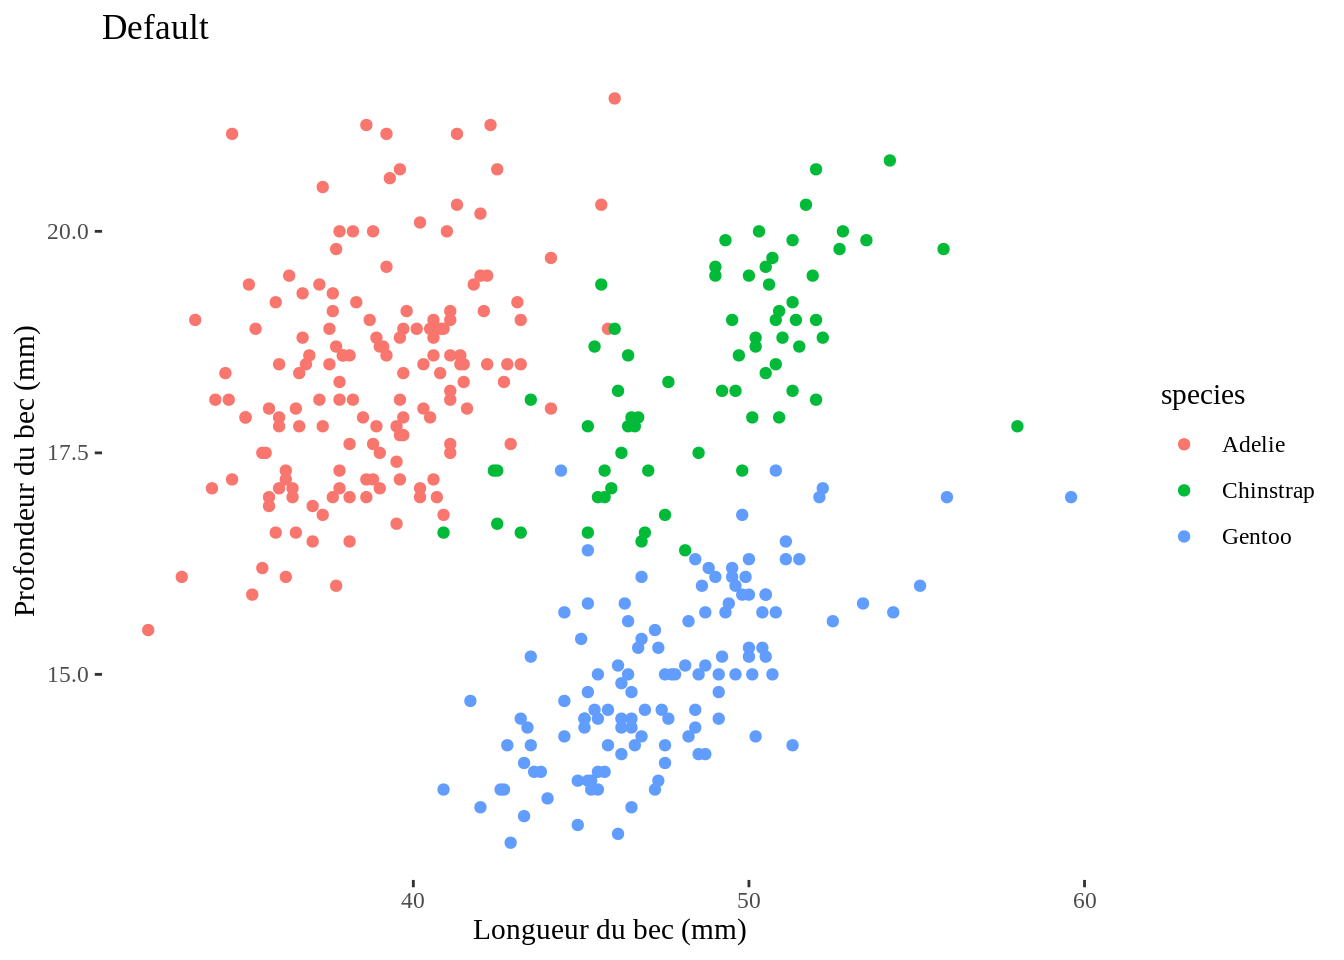 Default
Profondeur du bec (mm)
20.0
17.5
15.0
40
50
60
Longueur du bec (mm)
species
Adelie
Chinstrap
Gentoo